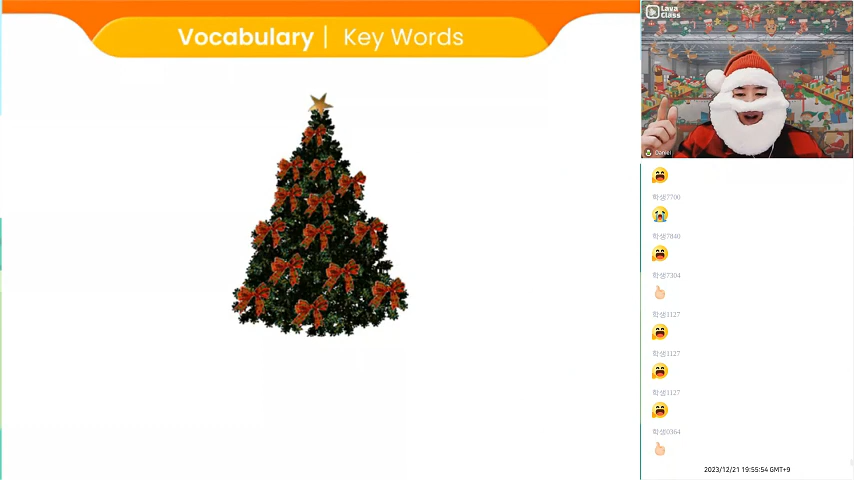 Vocabulary | Key Words
Lava
Class
Daniel
학생7700
학생7840
학생7304
학생1127
학생1127
학생1127
학생0364
2023/12/21 19:55:54 GMT+9